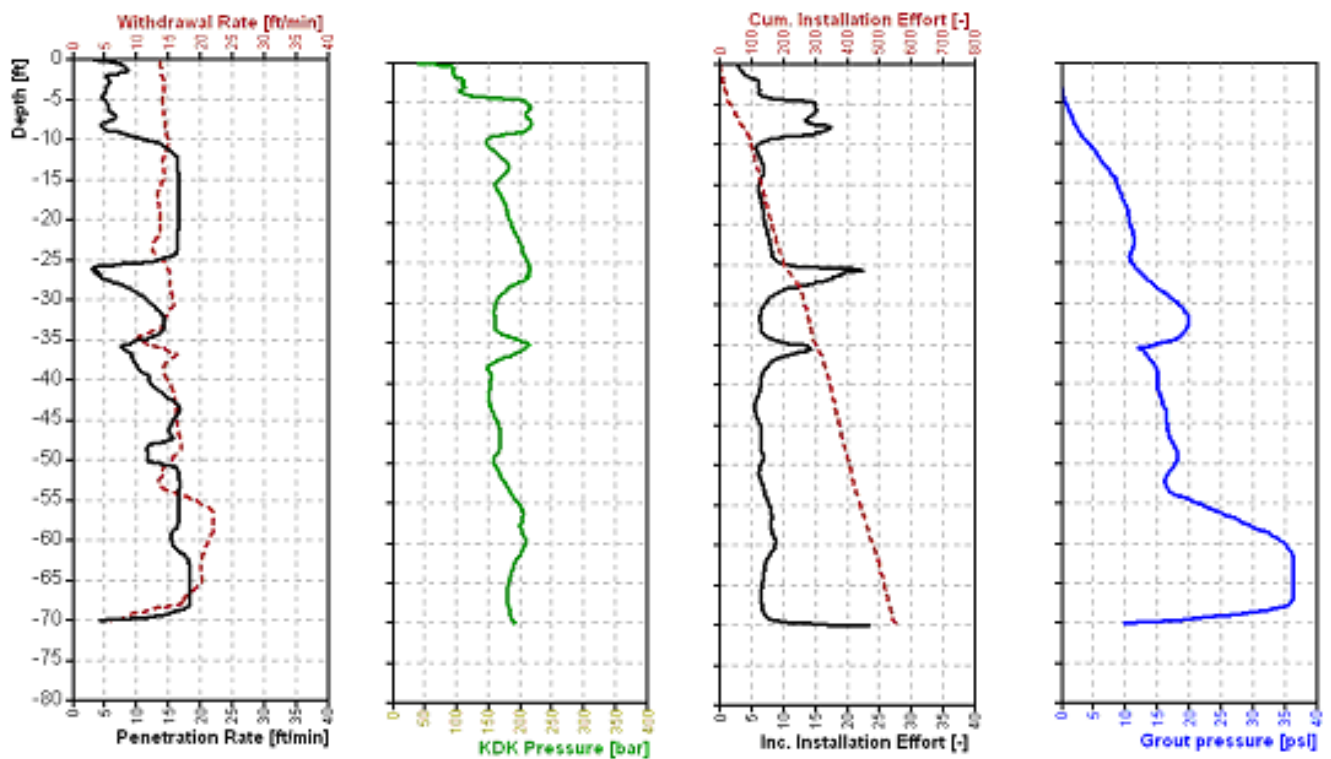 Withdrawal Rate [ft/min]
0 5 10 15 20 25 30 35 40
Cum. Installation Effort [-]
0 100 200 300 400 500 600 700 800
Depth [ft]
0
-5
-10
-15
-20
-25
-30
-35
-40
-45
-50
-55
-60
-65
-70
-75
-80
0 5 10 15 20 25 30 35 40
Penetration Rate [ft/min]
0 50 100 150 200 250 300 350 400
KDK Pressure [bar]
0 5 10 15 20 25 30 35 40
Inc. Installation Effort [-]
0 5 10 15 20 25 30 35 40
Grout pressure [psi]